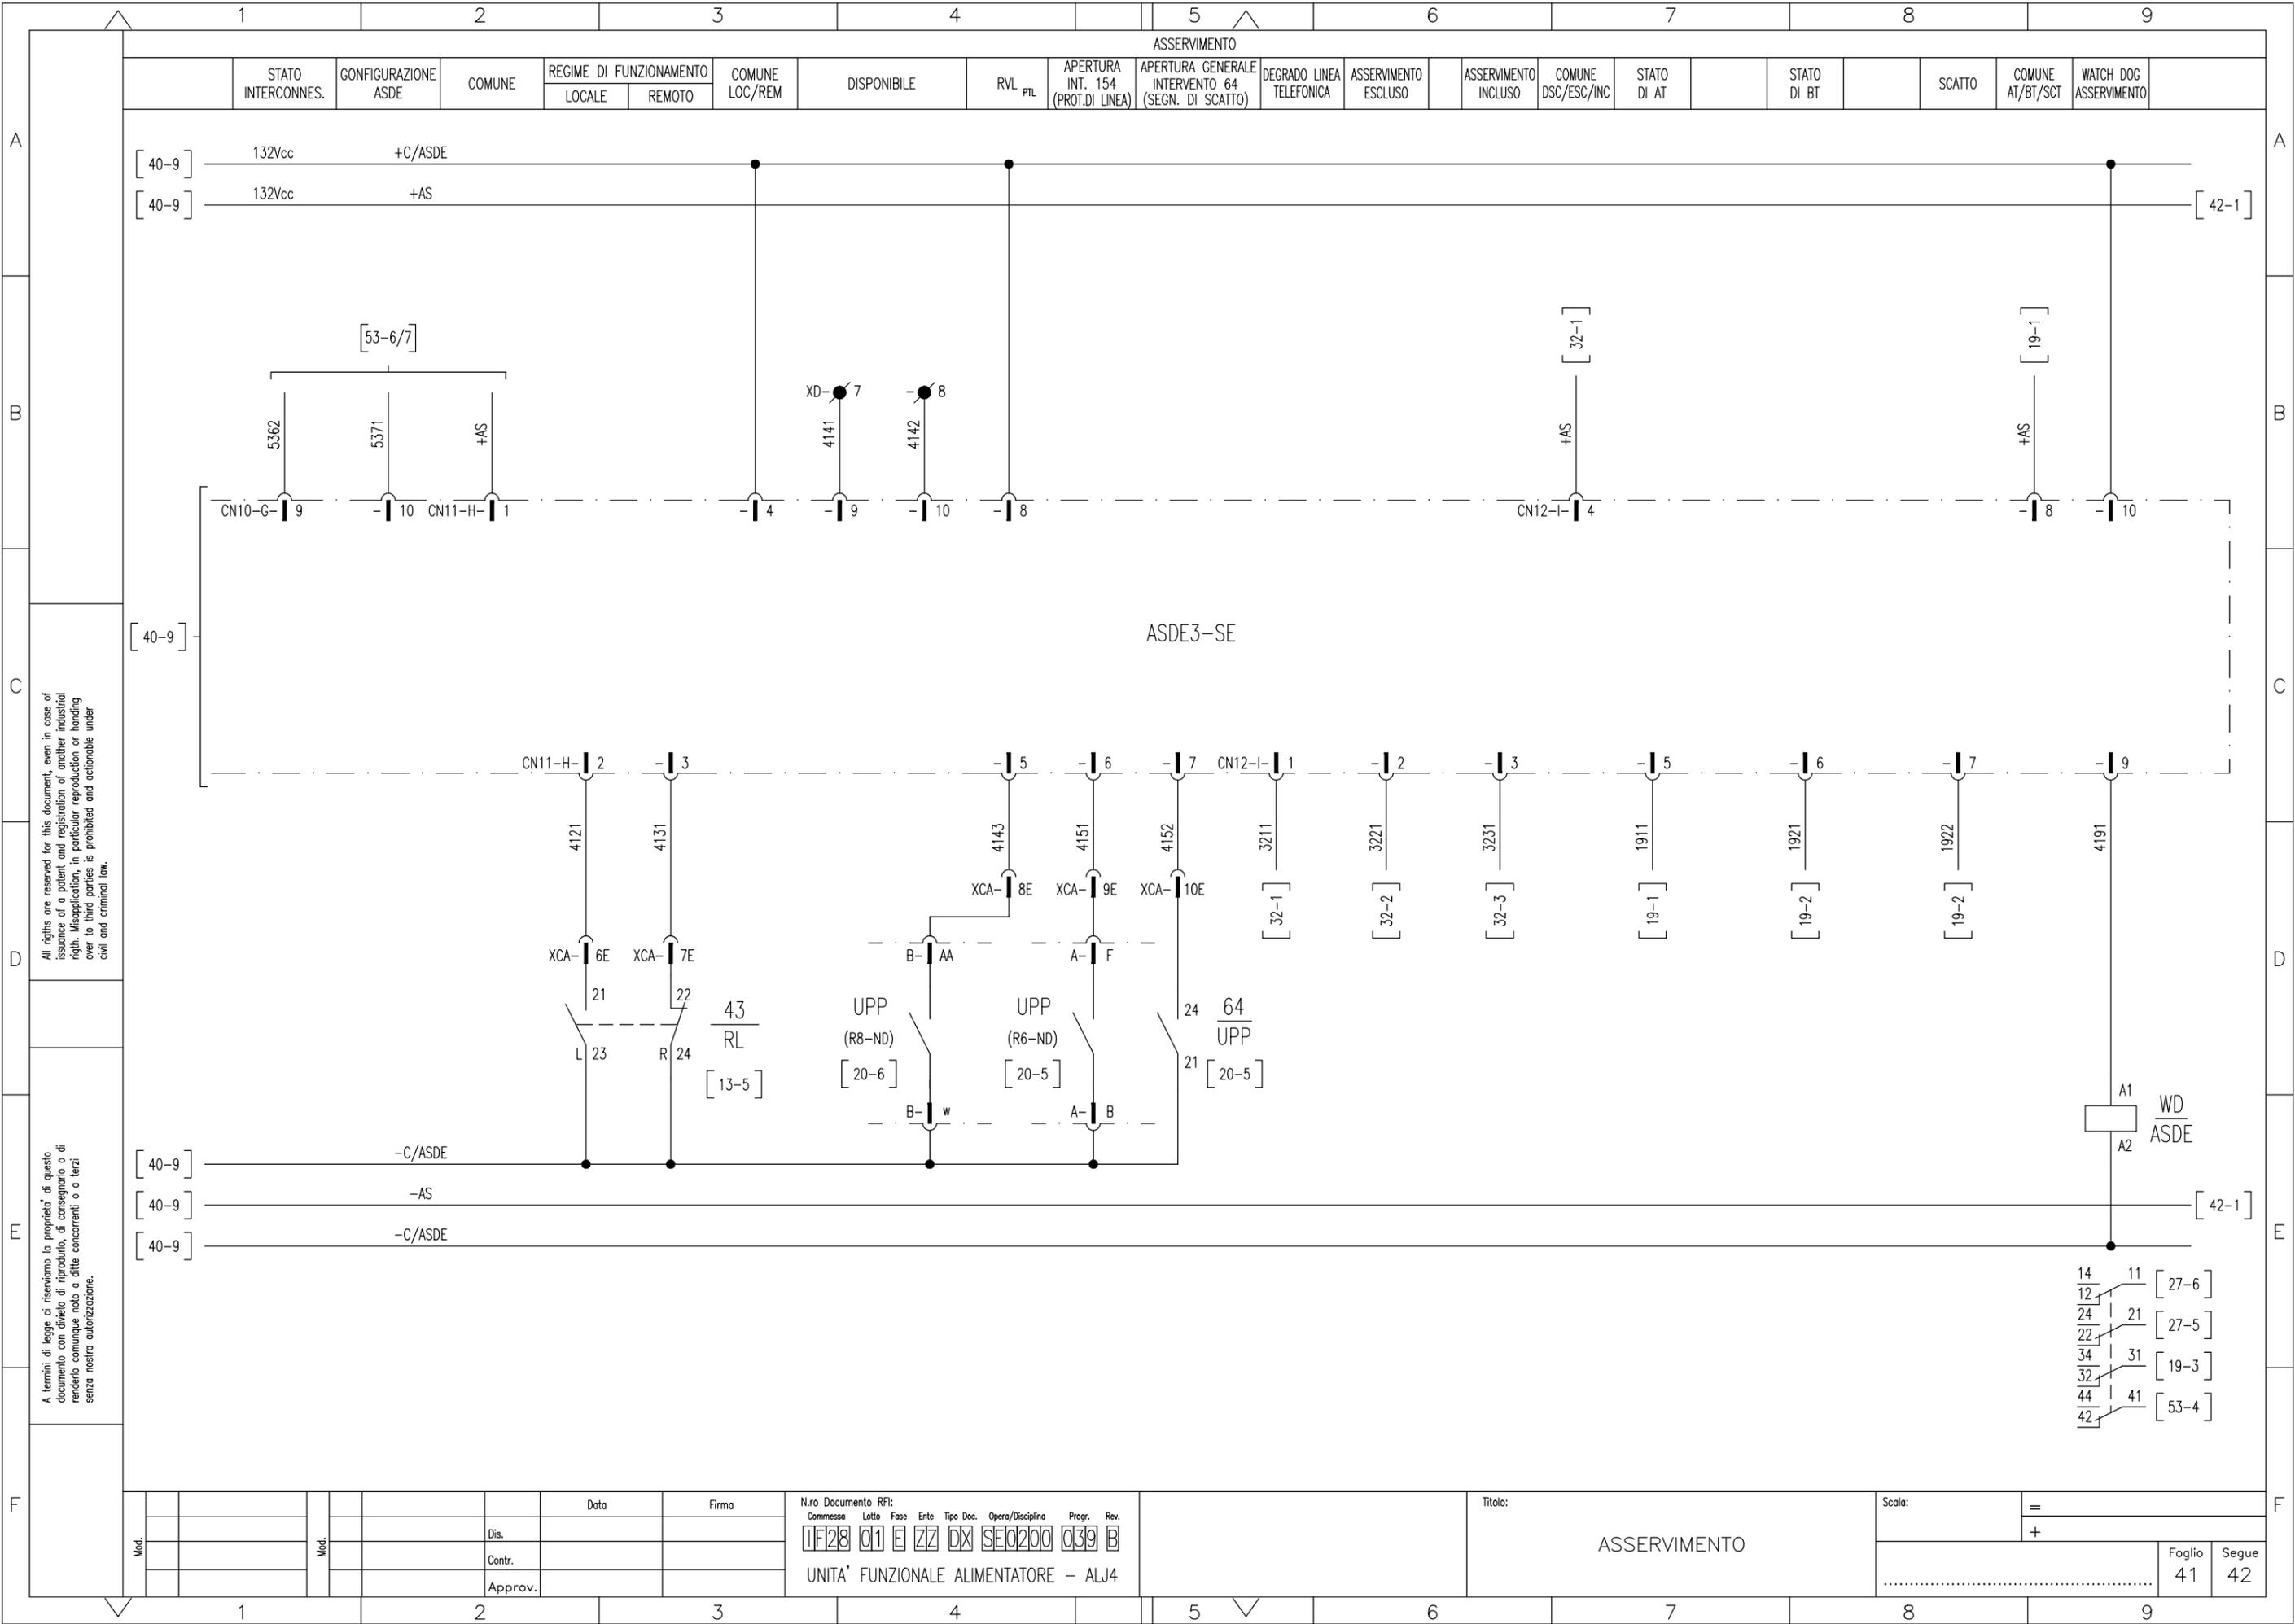 1 2 3 4 5 6 7 8 9
ASSERVIMENTO
STATO INTERCONNES.
GONFIGURAZIONE ASDE
COMUNE
REGIME DI FUNZIONAMENTO
LOCALE
REMOTO
COMUNE LOC/REM
DISPONIBILE
RVL PTL
APERTURA INT. 154 (PROT.DI LINEA)
APERTURA GENERALE INTERVENTO 64 (SEGN. DI SCATTO)
DEGRADO LINEA TELEFONICA
ASSERVIMENTO ESCLUSO
ASSERVIMENTO INCLUSO
COMUNE DSC/ESC/INC
STATO DI AT
STATO DI BT
SCATTO
COMUNE AT/BT/SCT
WATCH DOG ASSERVIMENTO
A A
40-9 132Vcc +C/ASDE
40-9 132Vcc +AS 42-1
53-6/7
32-1
19-1
XD- 7
- 8
B B
5362
5371
+AS
4141
4142
+AS
+AS
CN10-G- 9
- 10
CN11-H- 1
- 4
- 9
- 10
- 8
CN12-I- 4
- 8
- 10
40-9
ASDE3-SE
C C
CN11-H- 2
- 3
- 5
- 6
- 7
CN12-I- 1
- 2
- 3
- 5
- 6
- 7
- 9
4121
4131
4143
4151
4152
3211
3221
3231
1911
1921
1922
4191
XCA- 8E
XCA- 9E
XCA- 10E
32-1
32-2
32-3
19-1
19-2
19-2
D D
XCA- 6E
XCA- 7E
B- AA
A- F
21
22
43
RL
L 23
R 24
13-5
UPP
(R8-ND)
20-6
UPP
(R6-ND)
20-5
24
64
UPP
21
20-5
B- W
A- B
A1
WD
ASDE
A2
40-9 -C/ASDE
40-9 -AS 42-1
40-9 -C/ASDE
E E
14 11 27-6
12
24 21 27-5
22
34 31 19-3
32
44 41 53-4
42
All rigths are reserved for this document, even in case of
issuance of a patent and registration of another industrial
rigth. Misapplication, in particular reproduction or handing
over to third parties is prohibited and actionable under
civil and criminal law.
A termini di legge ci riserviamo la proprieta' di questo
documento con divieto di riprodurlo, di consegnarlo o di
renderlo comunque noto a ditte concorrenti o a terzi
senza nostra autorizzazione.
F F
Mod.
Mod.
Data
Firma
Dis.
Contr.
Approv.
N.ro Documento RFI:
Commessa Lotto Fase Ente Tipo Doc. Opera/Disciplina Progr. Rev.
IF28 01 E ZZ DX SE0200 039 B
UNITA' FUNZIONALE ALIMENTATORE - ALJ4
Titolo:
ASSERVIMENTO
Scala:
=
+
Foglio
41
Segue
42
1 2 3 4 5 6 7 8 9